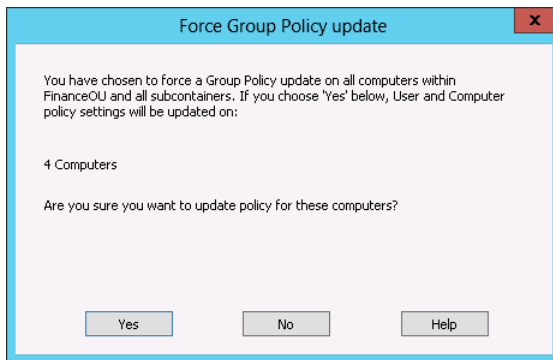 Force Group Policy update
x
You have chosen to force a Group Policy update on all computers within
FinanceOU and all subcontainers. If you choose 'Yes' below, User and Computer
policy settings will be updated on:
4 Computers
Are you sure you want to update policy for these computers?
Yes
No
Help